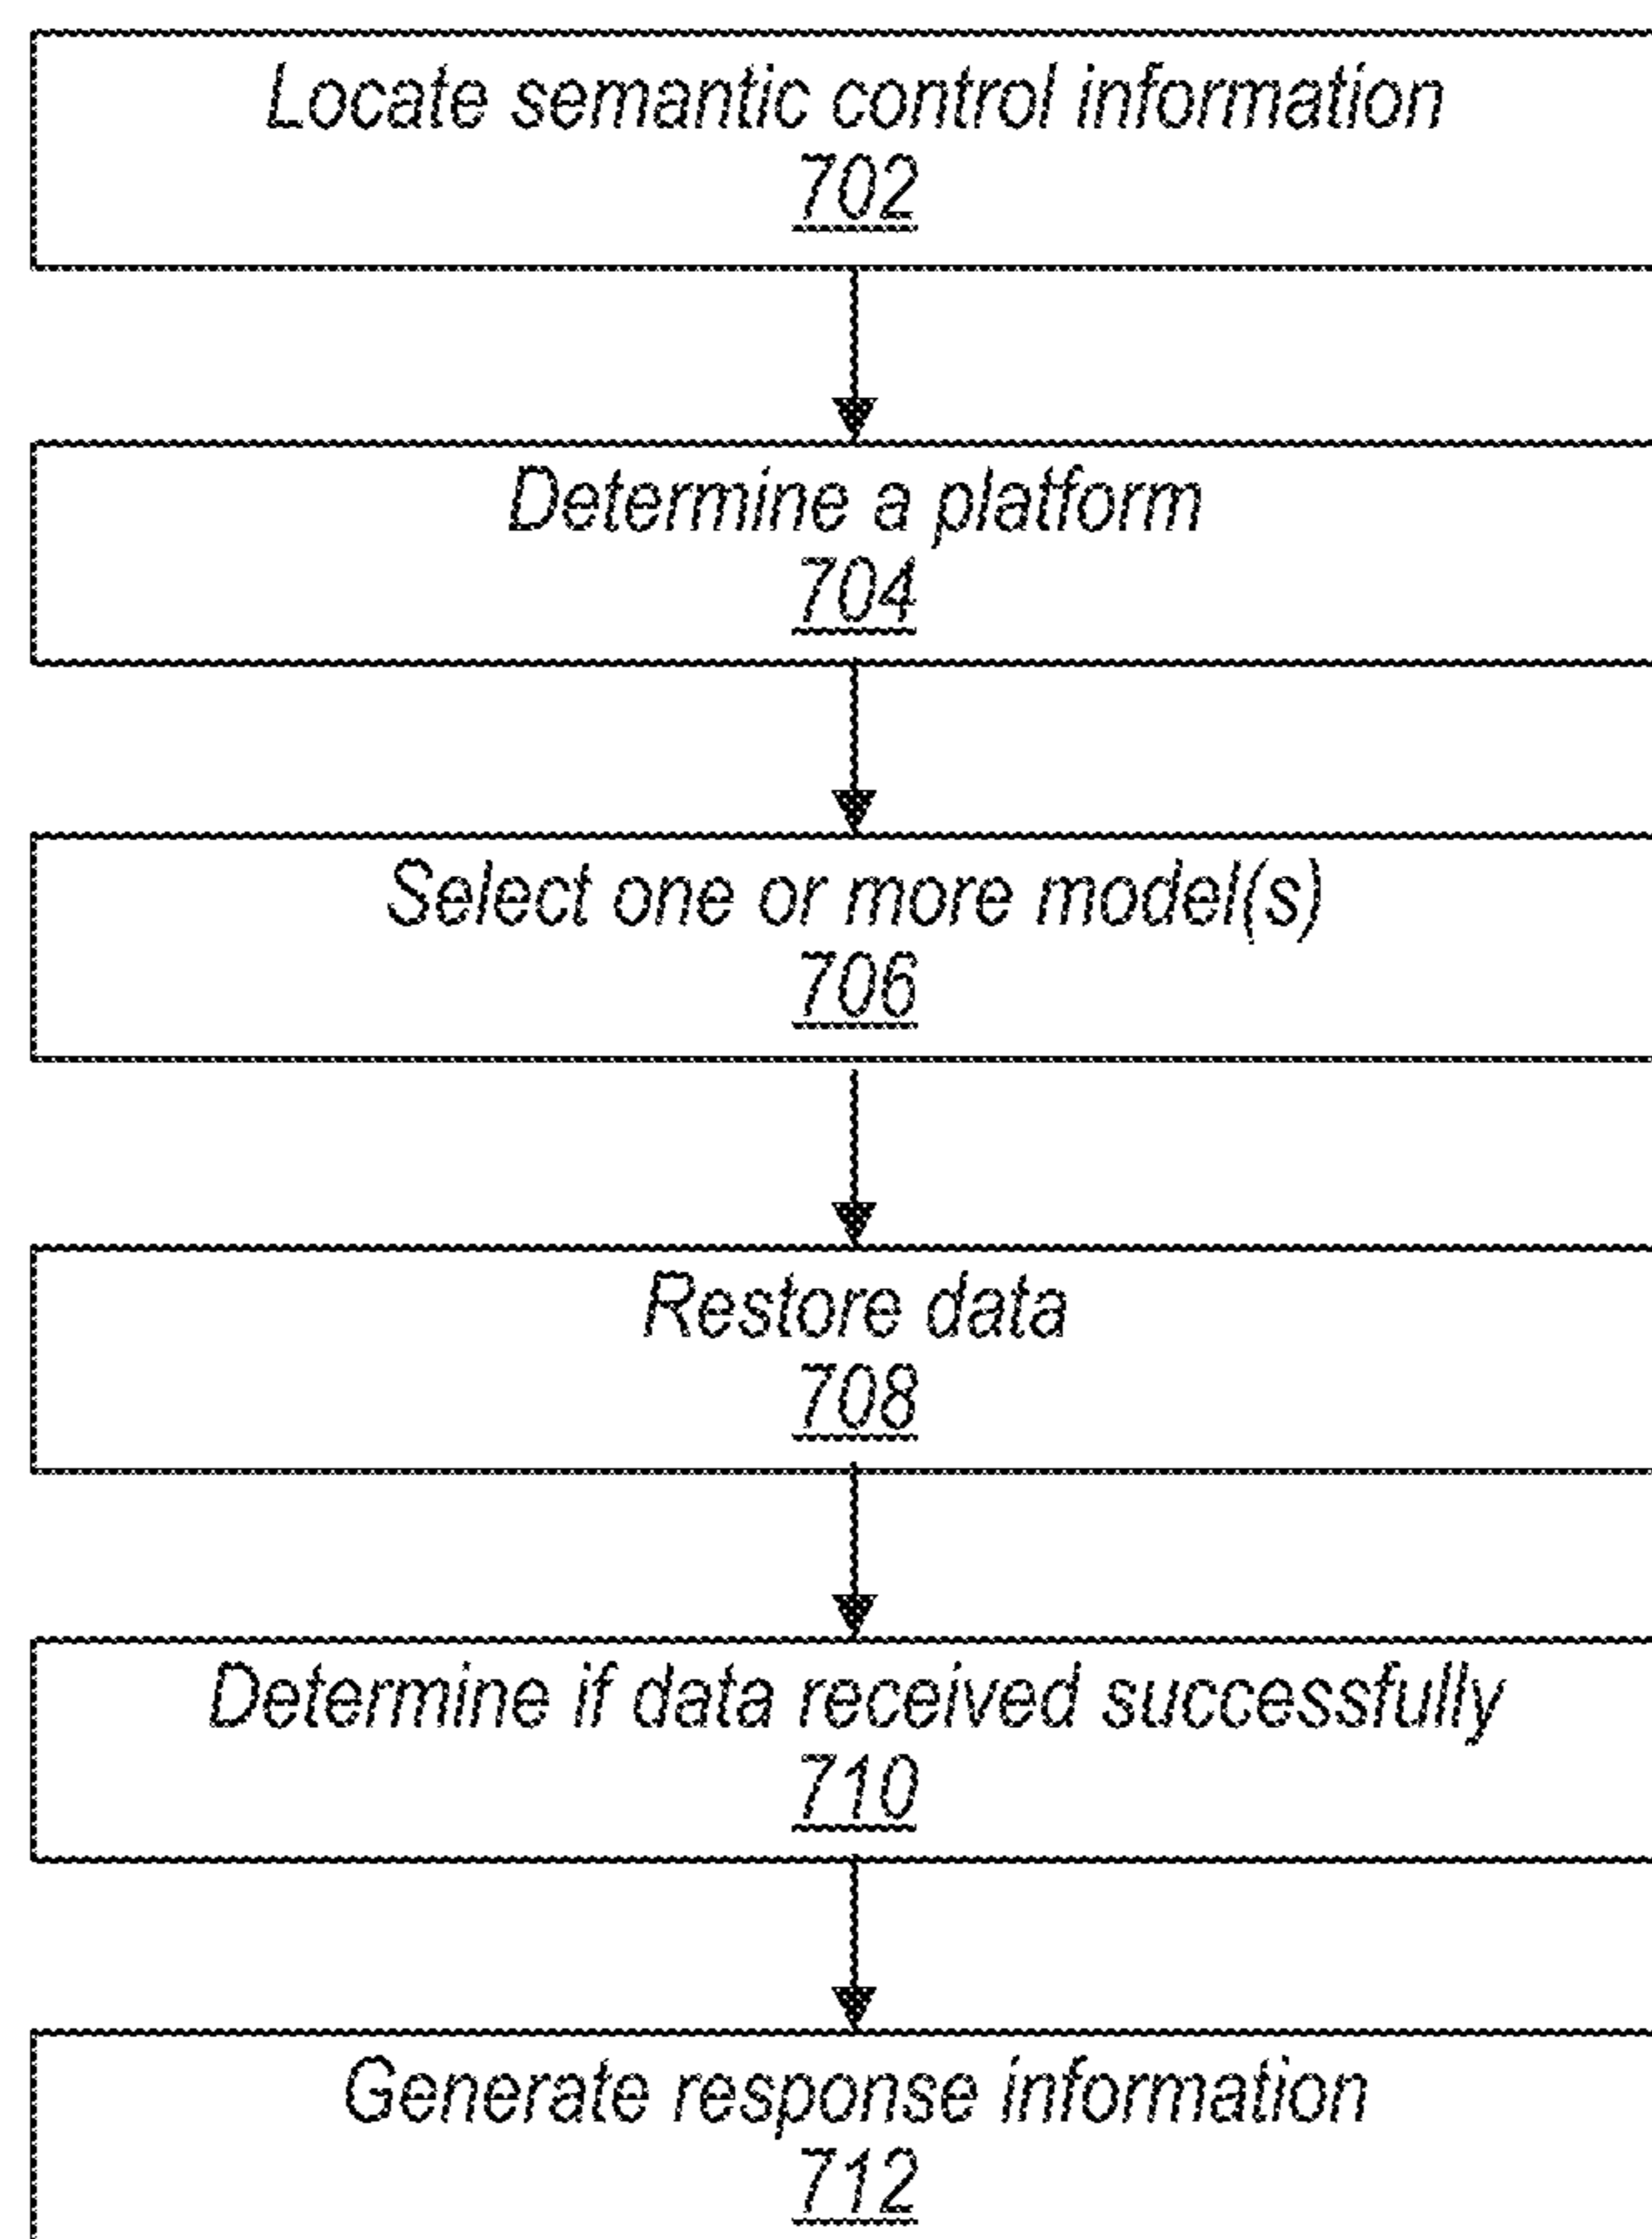 Locate semantic control information
702
Determine a platform
704
Select one or more model(s)
706
Restore data
708
Determine if data received successfully
710
Generate response information
712